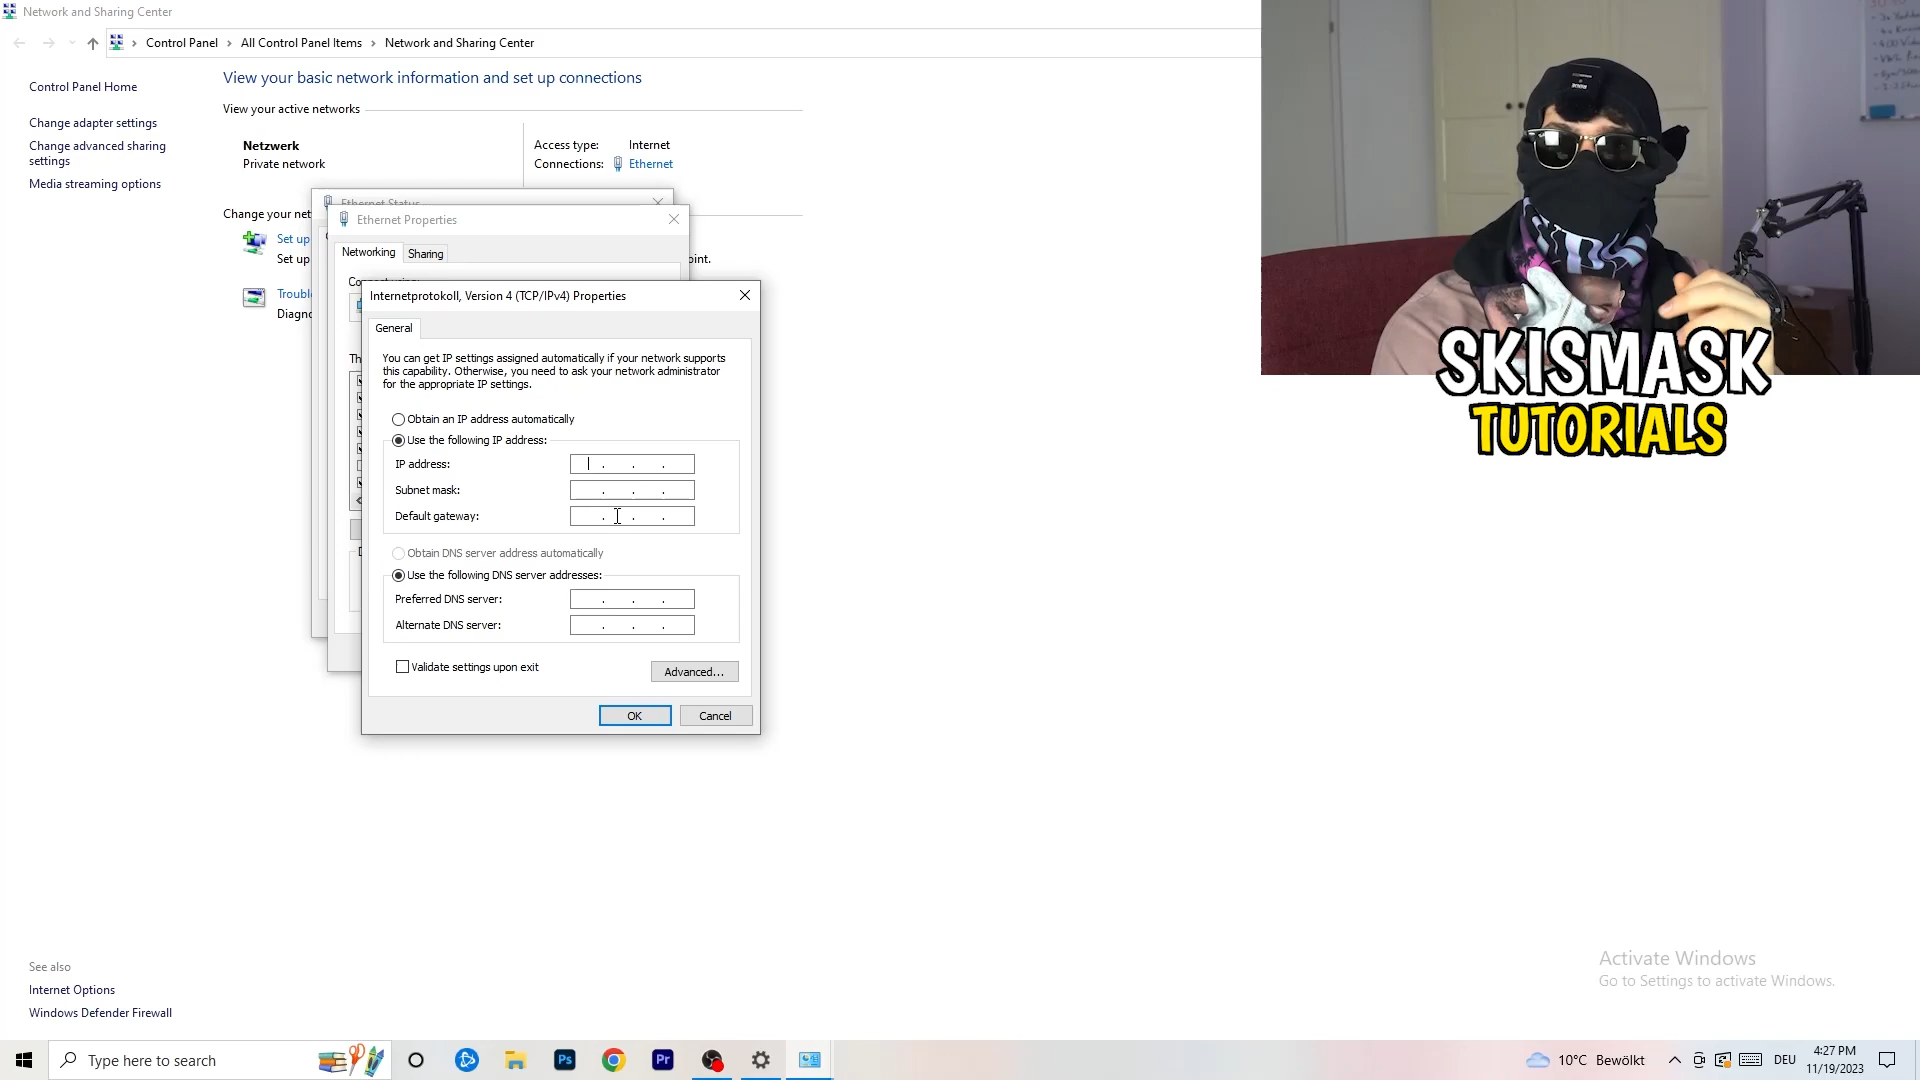 Network and Sharing Center
Control Panel › All Control Panel Items › Network and Sharing Center
Control Panel Home
Change adapter settings
Change advanced sharing
settings
Media streaming options
View your basic network information and set up connections
View your active networks
Netzwerk
Private network
Access type: Internet
Connections: Ethernet
Change your net
Set up
Set up
oint.
Troubl
Diagno
Ethernet Status
Ethernet Properties
Networking
Sharing
Internetprotokoll, Version 4 (TCP/IPv4) Properties
General
You can get IP settings assigned automatically if your network supports
this capability. Otherwise, you need to ask your network administrator
for the appropriate IP settings.
Obtain an IP address automatically
Use the following IP address:
IP address:
Subnet mask:
Default gateway:
Obtain DNS server address automatically
Use the following DNS server addresses:
Preferred DNS server:
Alternate DNS server:
Validate settings upon exit
Advanced...
OK
Cancel
SKISMASK
TUTORIALS
See also
Internet Options
Windows Defender Firewall
Activate Windows
Go to Settings to activate Windows.
Type here to search
Ps
Pr
10°C Bewölkt
DEU
4:27 PM
11/19/2023